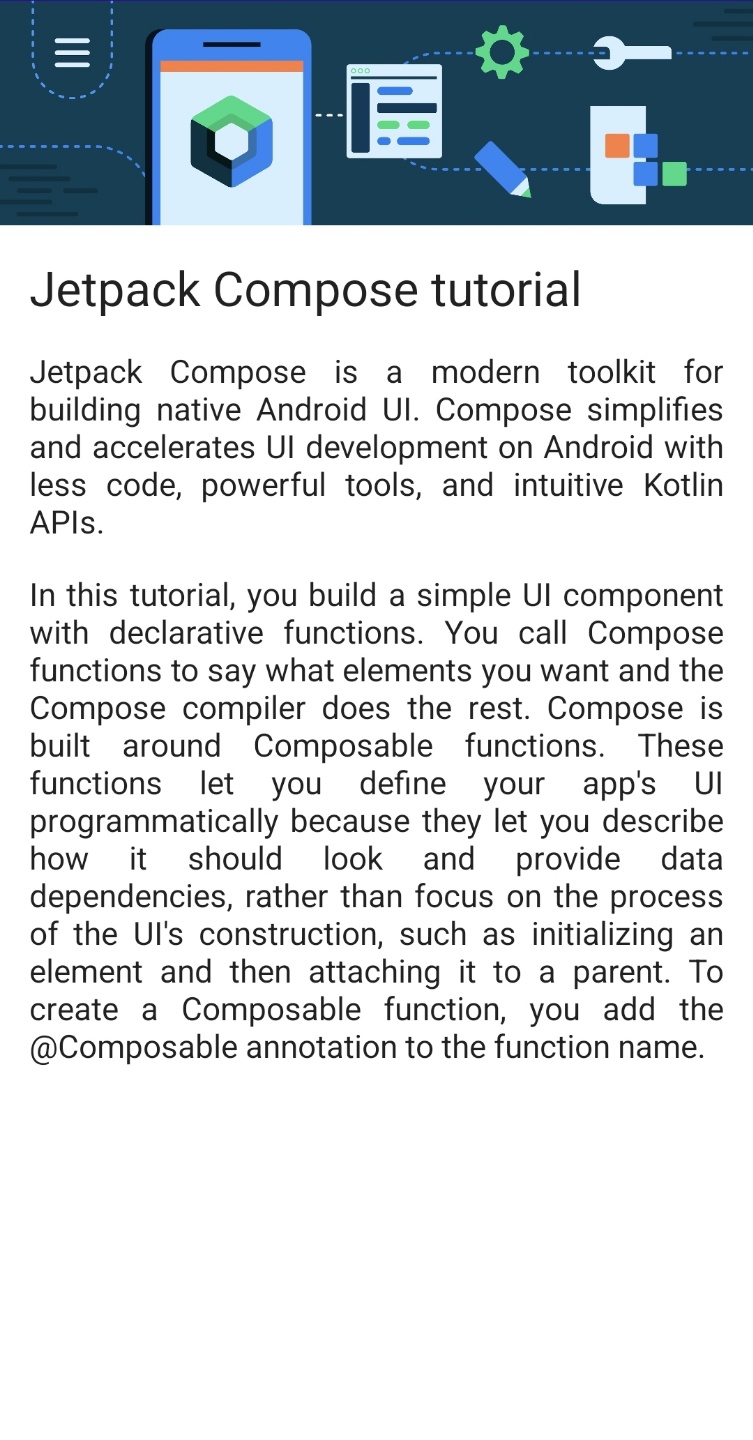 Jetpack Compose tutorial
Jetpack Compose is a modern toolkit for
building native Android UI. Compose simplifies
and accelerates UI development on Android with
less code, powerful tools, and intuitive Kotlin
APIs.
In this tutorial, you build a simple UI component
with declarative functions. You call Compose
functions to say what elements you want and the
Compose compiler does the rest. Compose is
built around Composable functions. These
functions let you define your app's UI
programmatically because they let you describe
how it should look and provide data
dependencies, rather than focus on the process
of the UI's construction, such as initializing an
element and then attaching it to a parent. To
create a Composable function, you add the
@Composable annotation to the function name.